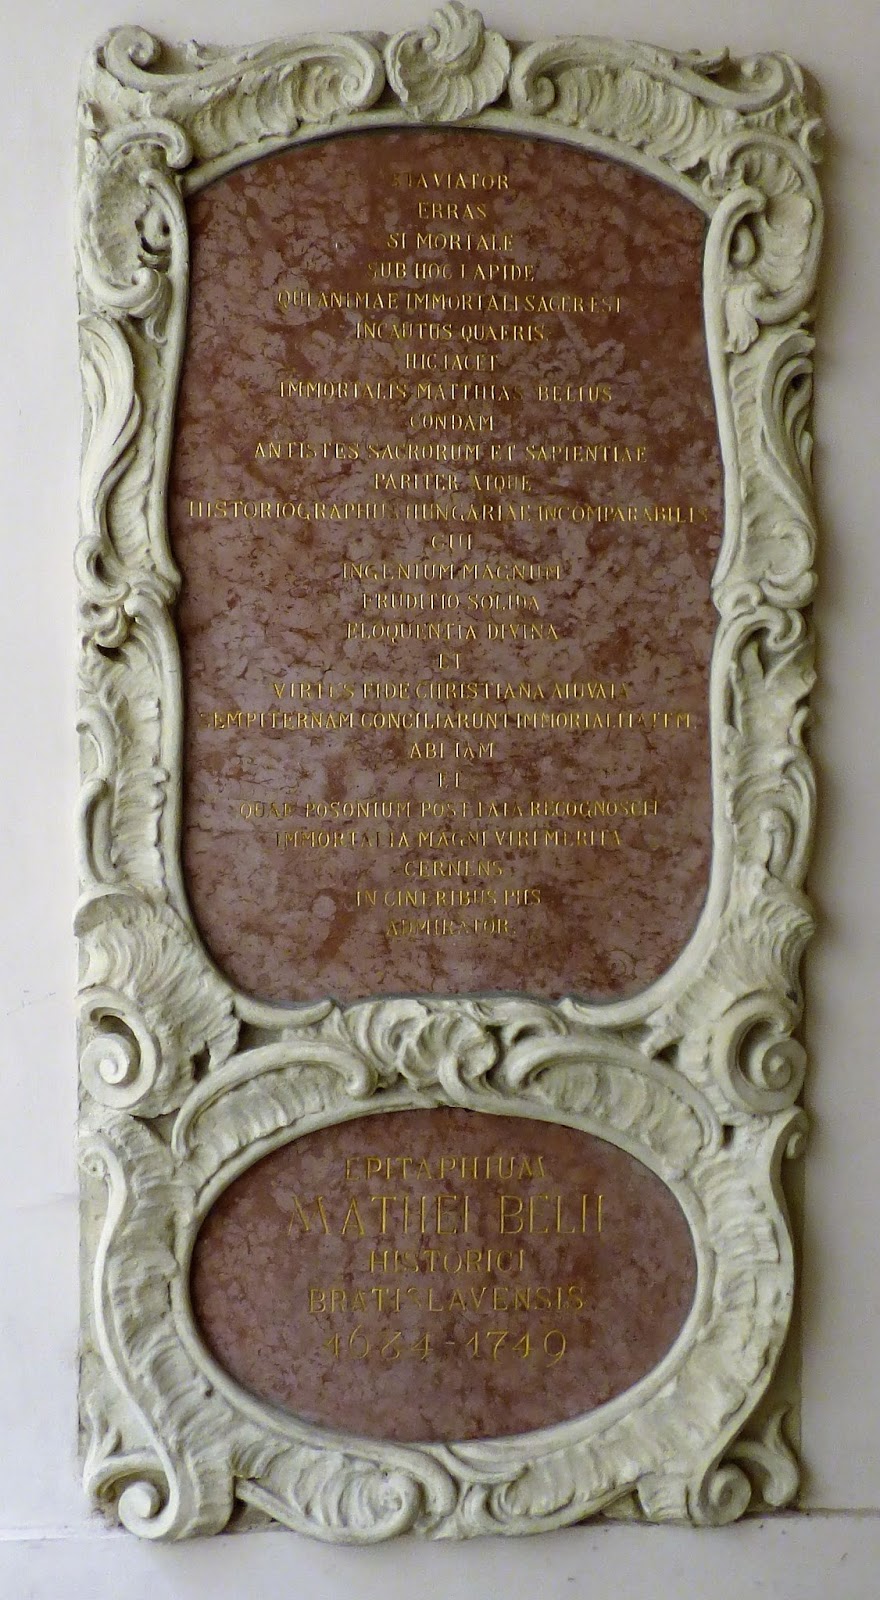 STA VIATOR
ERRAS
SI MORTALE
SUB HOC LAPIDE
QUI ANIMAE IMMORTALI SACER EST
INCAUTUS QUAERIS.
HIC JACET
IMMORTALIS MATTHIAS BELIUS
CONDAM
ANTISTES SACRORUM ET SAPIENTIAE
PARITER ATQUE
HISTORIOGRAPHUS HUNGARIAE INCOMPARABILIS
CUI
INGENIUM MAGNUM
ERUDITIO SOLIDA
ELOQUENTIA DIVINA
ET
VIRTUS FIDE CHRISTIANA AIUVATA
SEMPITERNAM CONCILIARUNT IMMORTALITATEM.
ABI IAM
ET
QUAE POSONIUM POST FATA RECOGNOSCIT
IMMORTALIA MAGNI VIRI MERITA
CERNENS
IN CINERIBUS PIIS
ADMIRATOR.
EPITAPHIUM
MATHEI BELII
HISTORICI
BRATISLAVENSIS
1684-1749